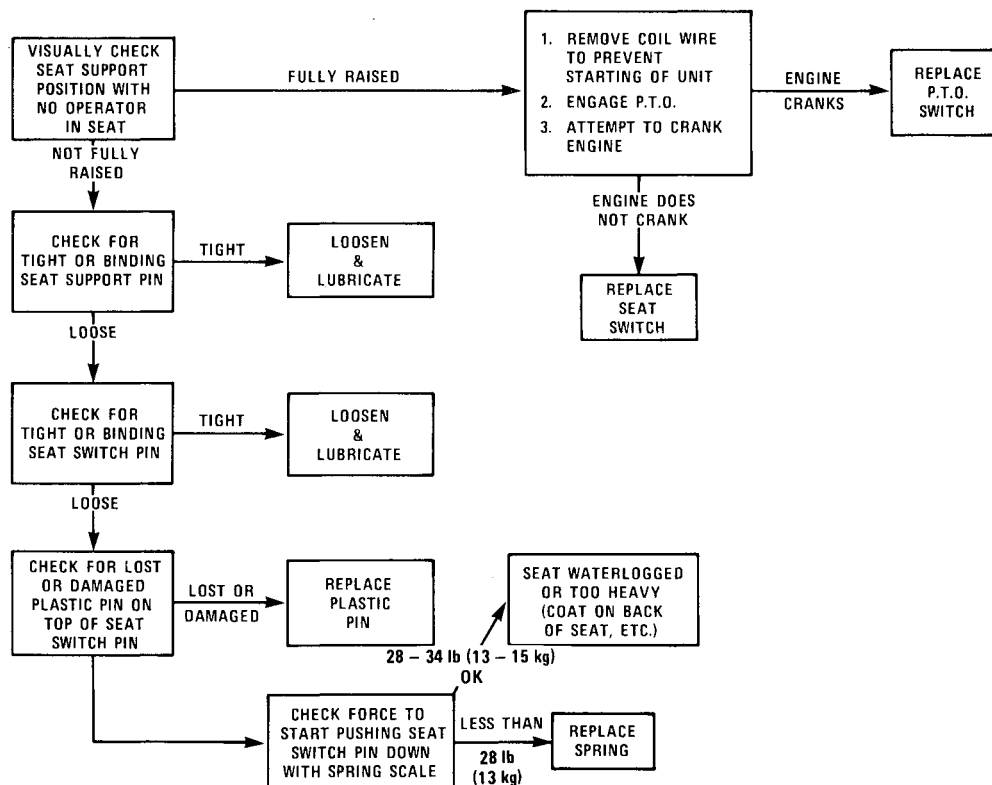 VISUALLY CHECK
SEAT SUPPORT
POSITION WITH
NO OPERATOR
IN SEAT
FULLY RAISED
1. REMOVE COIL WIRE
TO PREVENT
STARTING OF UNIT
2. ENGAGE P.T.O.
3. ATTEMPT TO CRANK
ENGINE
ENGINE
CRANKS
REPLACE
P.T.O.
SWITCH
NOT FULLY
RAISED
ENGINE DOES
NOT CRANK
REPLACE
SEAT
SWITCH
CHECK FOR
TIGHT OR BINDING
SEAT SUPPORT PIN
TIGHT
LOOSEN
&
LUBRICATE
LOOSE
CHECK FOR
TIGHT OR BINDING
SEAT SWITCH PIN
TIGHT
LOOSEN
&
LUBRICATE
LOOSE
CHECK FOR LOST
OR DAMAGED
PLASTIC PIN ON
TOP OF SEAT
SWITCH PIN
LOST OR
DAMAGED
REPLACE
PLASTIC
PIN
SEAT WATERLOGGED
OR TOO HEAVY
(COAT ON BACK
OF SEAT, ETC.)
28 – 34 lb (13 – 15 kg)
OK
CHECK FORCE TO
START PUSHING SEAT
SWITCH PIN DOWN
WITH SPRING SCALE
LESS THAN
28 lb
(13 kg)
REPLACE
SPRING